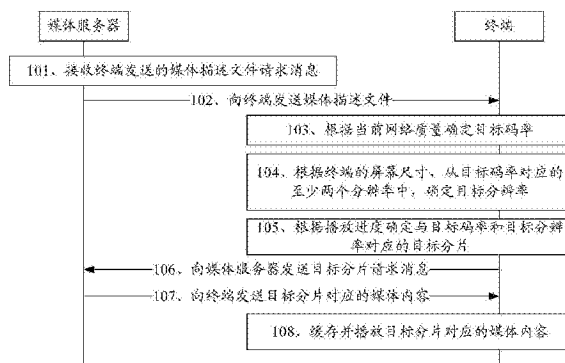 媒体服务器
终端
101、接收终端发送的媒体描述文件请求消息
102、向终端发送媒体描述文件
103、根据当前网络质量确定目标码率
104、根据终端的屏幕尺寸、从目标码率对应的
至少两个分辨率中，确定目标分辨率
105、根据播放进度确定与目标码率和目标分辨
率对应的目标分片
106、向媒体服务器发送目标分片请求消息
107、向终端发送目标分片对应的媒体内容
108、缓存并播放目标分片对应的媒体内容